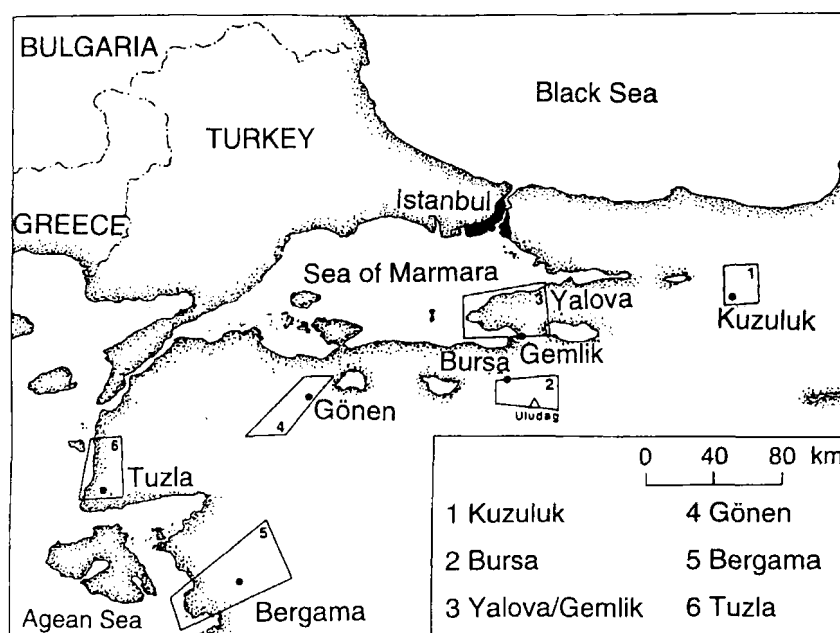 BULGARIA
Black Sea
TURKEY
Istanbul
GREECE
Sea of Marmara
1
3 Yalova
Kuzuluk
Gemlik
Bursa
2
Uludag
Gönen
4
6
Tuzla
5
Bergama
Agean Sea
0 40 80 km
1 Kuzuluk 4 Gönen
2 Bursa 5 Bergama
3 Yalova/Gemlik 6 Tuzla